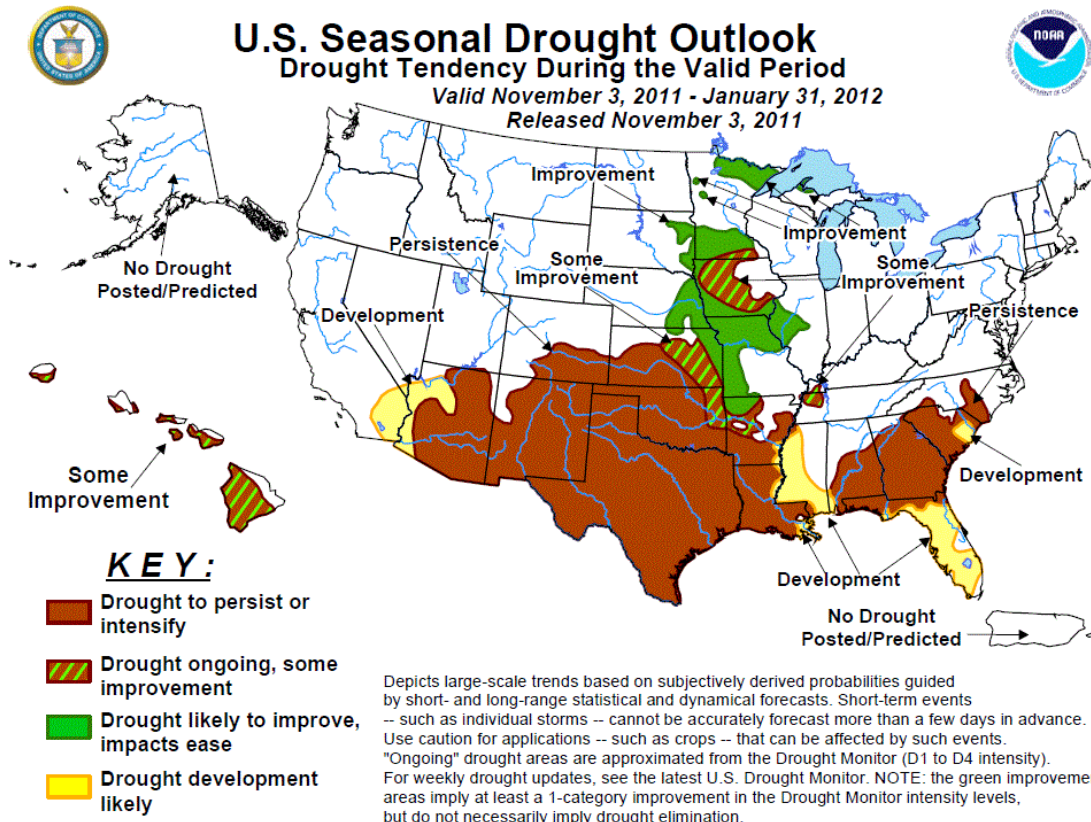 U.S. Seasonal Drought Outlook
Drought Tendency During the Valid Period
Valid November 3, 2011 - January 31, 2012
Released November 3, 2011
NOAA
No Drought
Posted/Predicted
Improvement
Persistence
Some
Improvement
Improvement
Some
Improvement
Development
Persistence
Some
Improvement
Development
Development
No Drought
Posted/Predicted
KEY:
Drought to persist or
intensify
Drought ongoing, some
improvement
Drought likely to improve,
impacts ease
Drought development
likely
Depicts large-scale trends based on subjectively derived probabilities guided
by short- and long-range statistical and dynamical forecasts. Short-term events
-- such as individual storms -- cannot be accurately forecast more than a few days in advance.
Use caution for applications -- such as crops -- that can be affected by such events.
"Ongoing" drought areas are approximated from the Drought Monitor (D1 to D4 intensity).
For weekly drought updates, see the latest U.S. Drought Monitor. NOTE: the green improveme
areas imply at least a 1-category improvement in the Drought Monitor intensity levels,
but do not necessarily imply drought elimination.